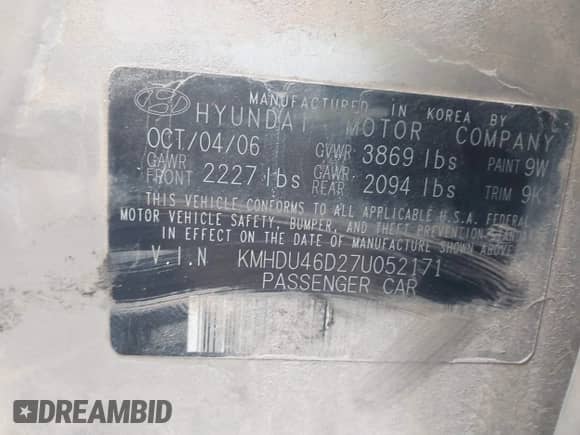 MANUFACTURED IN KOREA BY
HYUNDAI MOTOR COMPANY
OCT/04/06 GVWR 3869 lbs PAINT 9W
GAWR FRONT 2227 lbs GAWR REAR 2094 lbs TRIM 9K
THIS VEHICLE CONFORMS TO ALL APPLICABLE U.S.A. FEDERAL
MOTOR VEHICLE SAFETY, BUMPER, AND THEFT PREVENTION
IN EFFECT ON THE DATE OF MANUFACTURE SHOWN ABOVE.
V.I.N KMHDU46D27U052171
PASSENGER CAR
DREAMBID